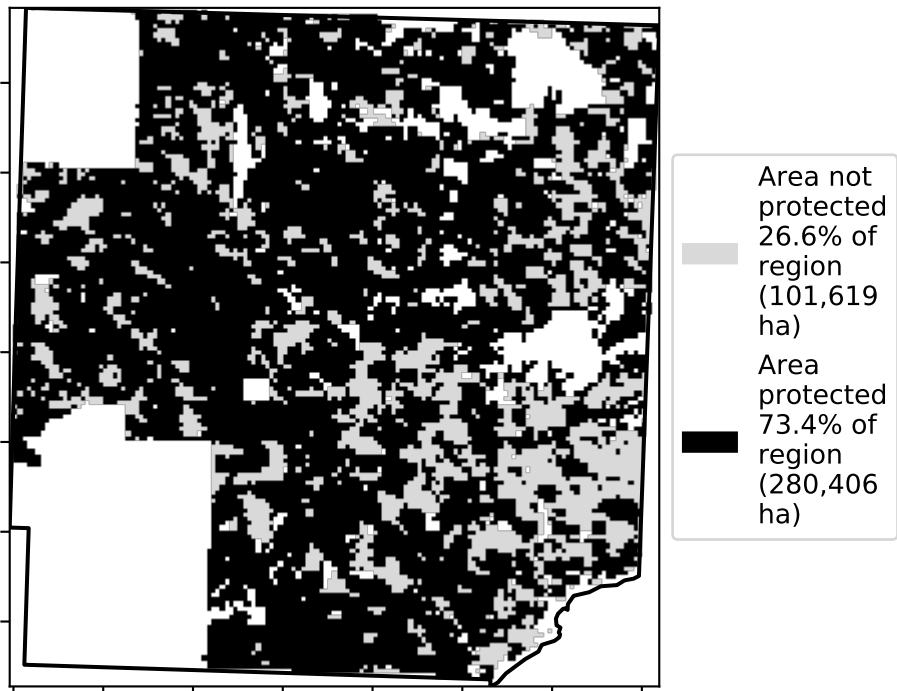 Area not
protected
26.6% of
region
(101,619
ha)
Area
protected
73.4% of
region
(280,406
ha)